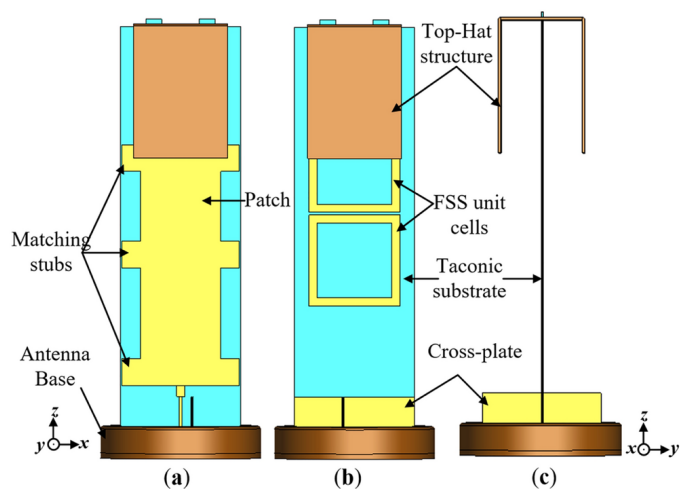 Top-Hat
structure
Patch
FSS unit
cells
Matching
stubs
Taconic
substrate
Cross-plate
Antenna
Base
z
y
x
z
x
y
(a)
(b)
(c)